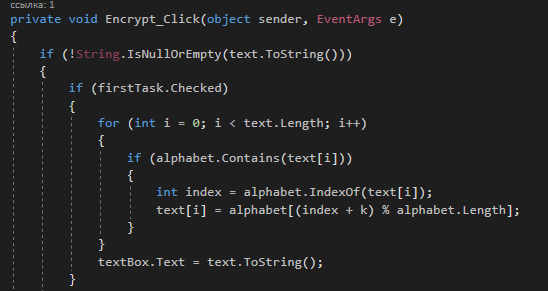 ссылка: 1
private void Encrypt_Click(object sender, EventArgs e)
{
if (!String.IsNullOrEmpty(text.ToString()))
{
if (firstTask.Checked)
{
for (int i = 0; i < text.Length; i++)
{
if (alphabet.Contains(text[i]))
{
int index = alphabet.IndexOf(text[i]);
text[i] = alphabet[(index + k) % alphabet.Length];
}
}
textBox.Text = text.ToString();
}